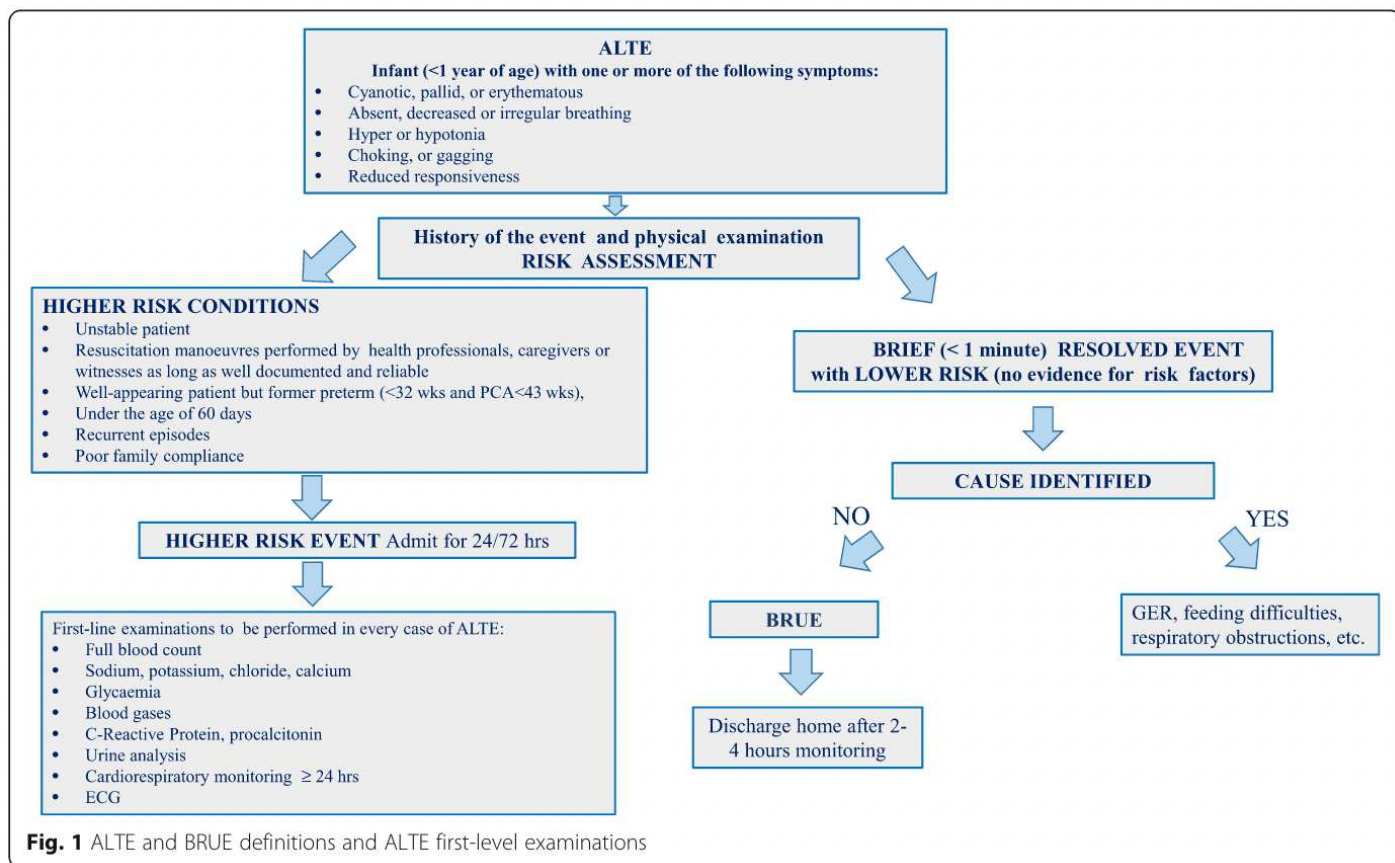 ALTE
Infant (<1 year of age) with one or more of the following symptoms:
• Cyanotic, pallid, or erythematous
• Absent, decreased or irregular breathing
• Hyper or hypotonia
• Choking, or gagging
• Reduced responsiveness
History of the event and physical examination
RISK ASSESSMENT
HIGHER RISK CONDITIONS
• Unstable patient
• Resuscitation manoeuvres performed by health professionals, caregivers or
witnesses as long as well documented and reliable
• Well-appearing patient but former preterm (<32 wks and PCA<43 wks),
• Under the age of 60 days
• Recurrent episodes
• Poor family compliance
HIGHER RISK EVENT Admit for 24/72 hrs
First-line examinations to be performed in every case of ALTE:
• Full blood count
• Sodium, potassium, chloride, calcium
• Glycaemia
• Blood gases
• C-Reactive Protein, procalcitonin
• Urine analysis
• Cardiorespiratory monitoring ≥ 24 hrs
• ECG
BRIEF (< 1 minute) RESOLVED EVENT
with LOWER RISK (no evidence for risk factors)
CAUSE IDENTIFIED
NO
YES
BRUE
Discharge home after 2-
4 hours monitoring
GER, feeding difficulties,
respiratory obstructions, etc.
Fig. 1 ALTE and BRUE definitions and ALTE first-level examinations